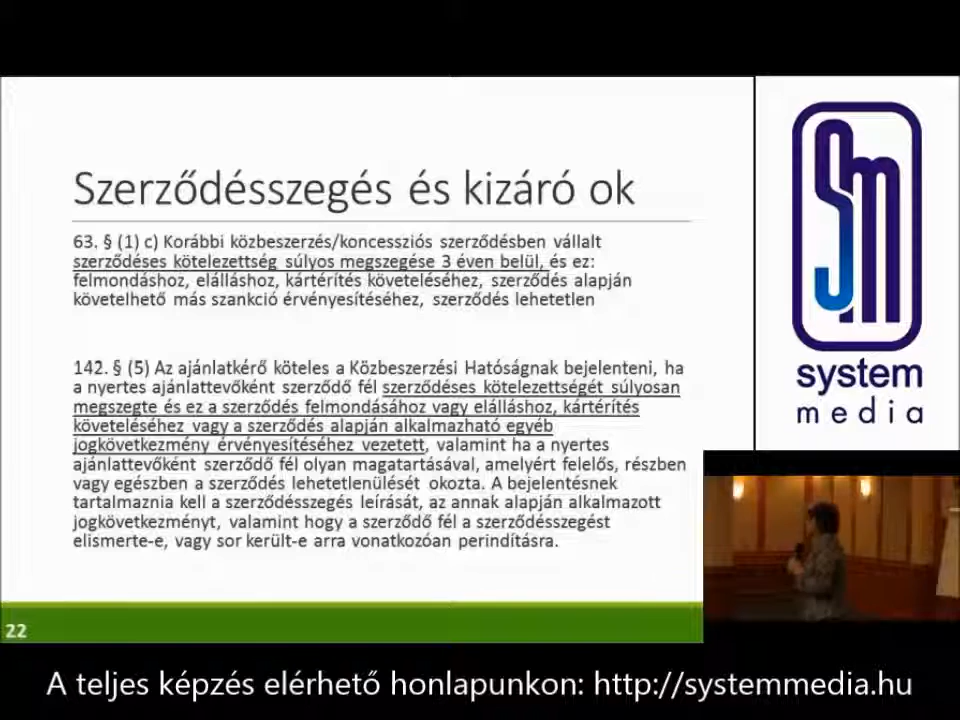 Szerződésszegés és kizáró ok
63. § (1) c) Korábbi közbeszerzés/koncessziós szerződésben vállalt
szerződéses kötelezettség súlyos megszegése 3 éven belül, és ez:
felmondáshoz, elálláshoz, kártérítés követeléséhez, szerződés alapján
követelhető más szankció érvényesítéséhez, szerződés lehetetlen
142. § (5) Az ajánlatkérő köteles a Közbeszerzési Hatóságnak bejelenteni, ha
a nyertes ajánlattevőként szerződő fél szerződéses kötelezettségét súlyosan
megszegte és ez a szerződés felmondásához vagy elálláshoz, kártérítés
követeléséhez vagy a szerződés alapján alkalmazható egyéb
jogkövetkezmény érvényesítéséhez vezetett, valamint ha a nyertes
ajánlattevőként szerződő fél olyan magatartásával, amelyért felelős, részben
vagy egészben a szerződés lehetetlenülését okozta. A bejelentésnek
tartalmaznia kell a szerződésszegés leírását, az annak alapján alkalmazott
jogkövetkezményt, valamint hogy a szerződő fél a szerződésszegést
elismerte-e, vagy sor került-e arra vonatkozóan perindításra.
22
Sm
system
media
A teljes képzés elérhető honlapunkon: http://systemmedia.hu